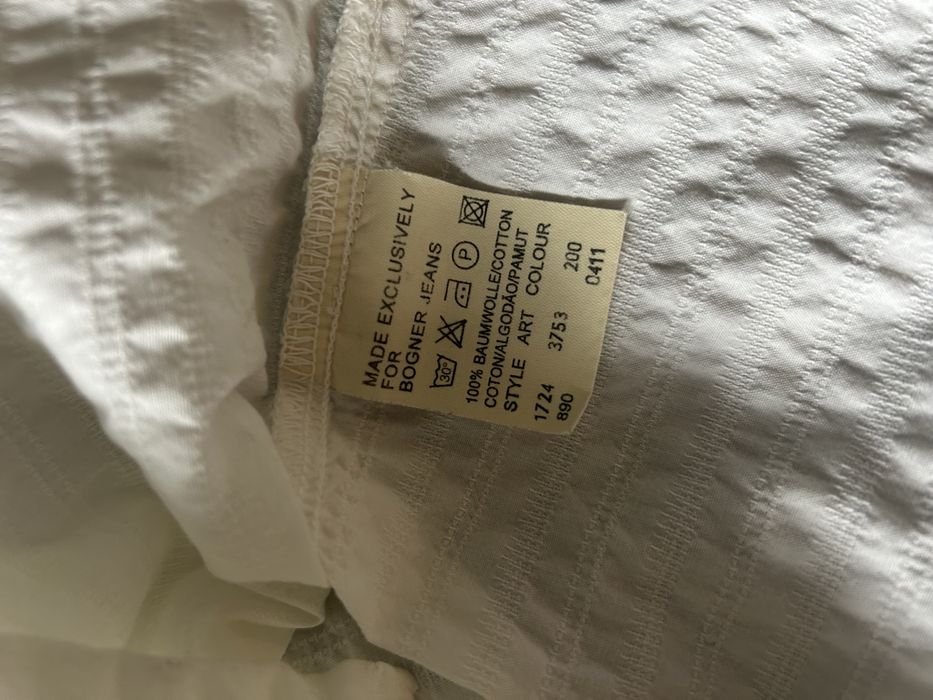 MADE EXCLUSIVELY
FOR
BOGNER JEANS
30° P
100% BAUMWOLLE/COTTON
COTON/ALGODÃO/PAMUT
STYLE ART COLOUR
1724 3753 200
890 0411